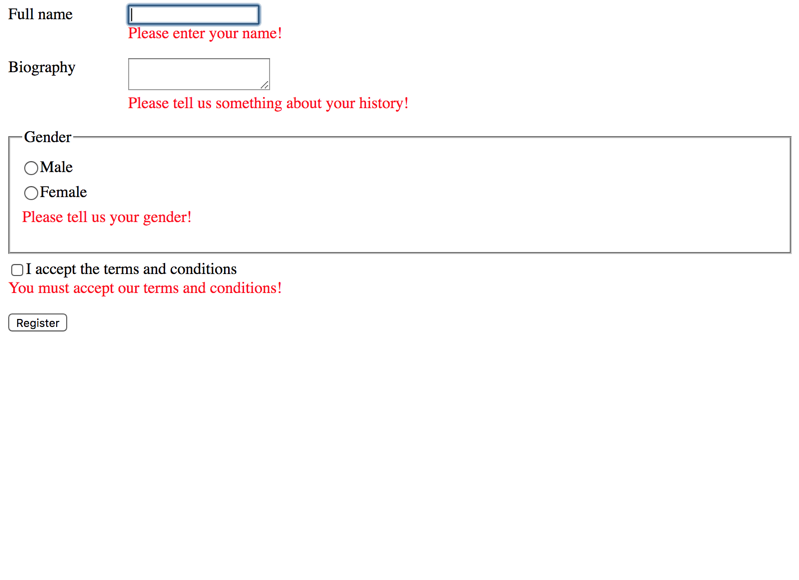 Full name
Please enter your name!
Biography
Please tell us something about your history!
Gender
Male
Female
Please tell us your gender!
I accept the terms and conditions
You must accept our terms and conditions!
Register